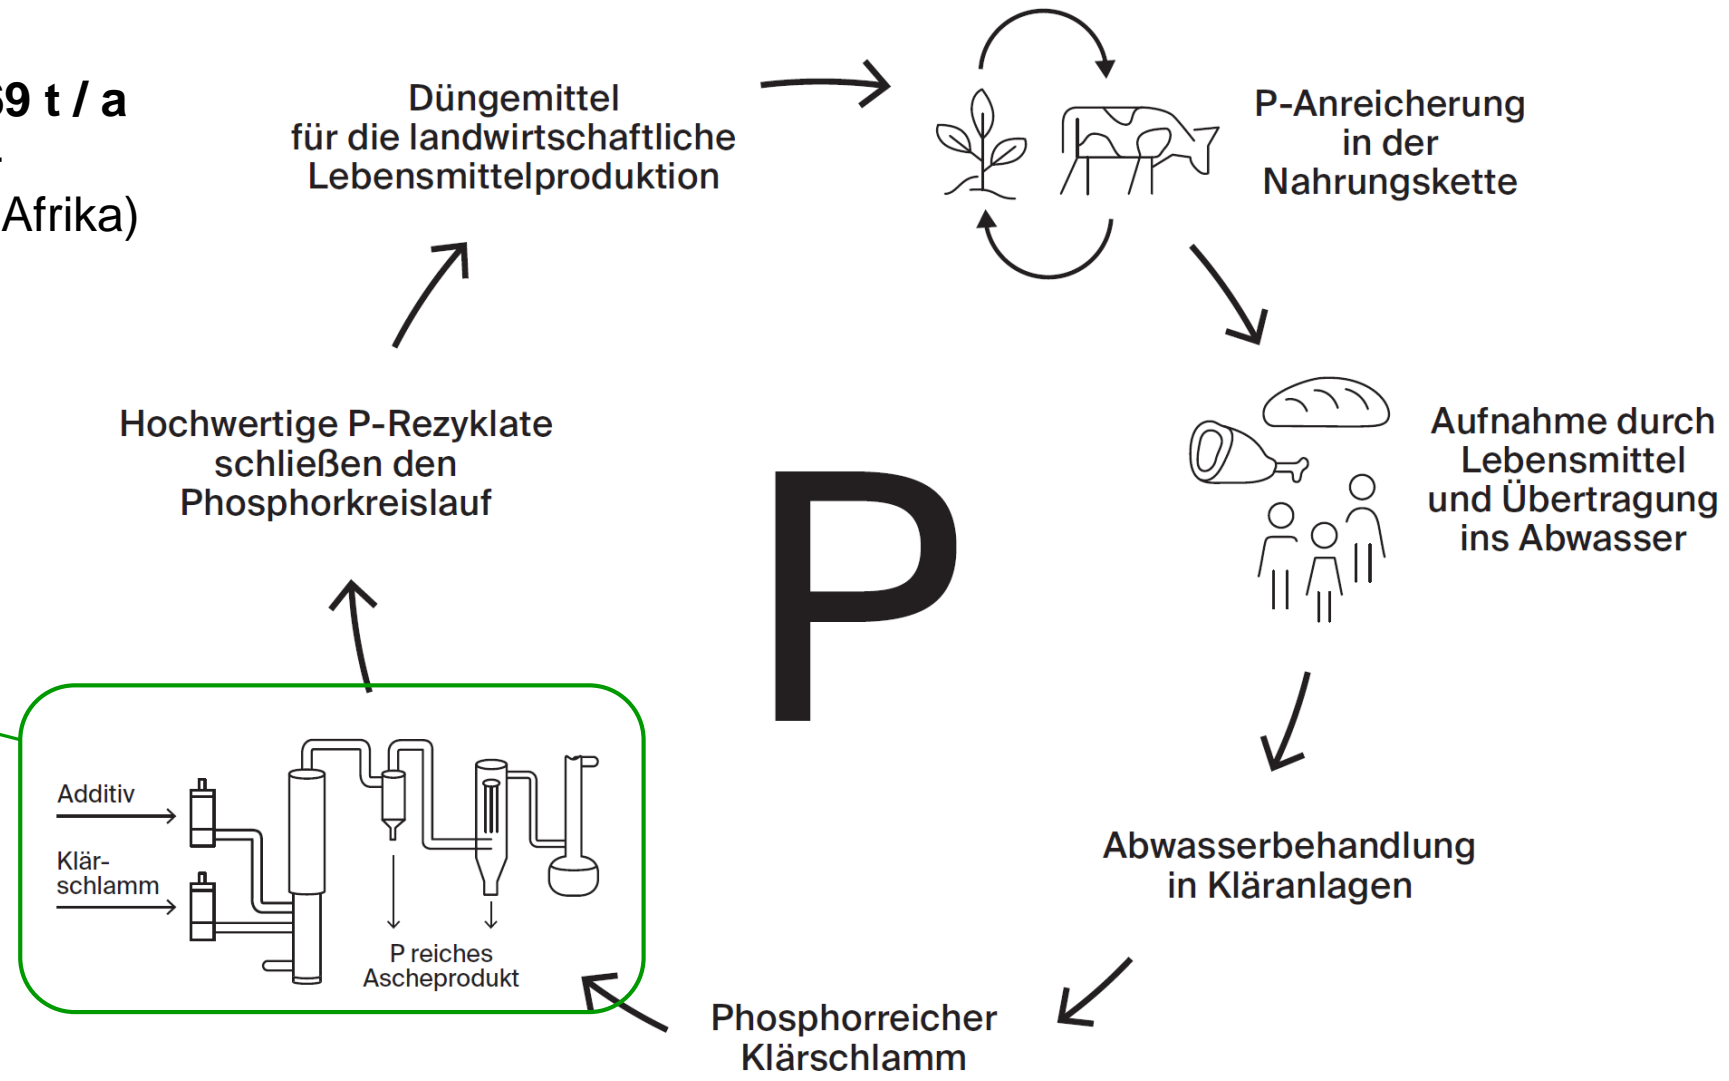 69 t / a
Afrika)
Düngemittel
für die landwirtschaftliche
Lebensmittelproduktion
P-Anreicherung
in der
Nahrungskette
Hochwertige P-Rezyklate
schließen den
Phosphorkreislauf
P
Aufnahme durch
Lebensmittel
und Übertragung
ins Abwasser
Additiv
Klär-
schlamm
P reiches
Ascheprodukt
Abwasserbehandlung
in Kläranlagen
Phosphorreicher
Klärschlamm